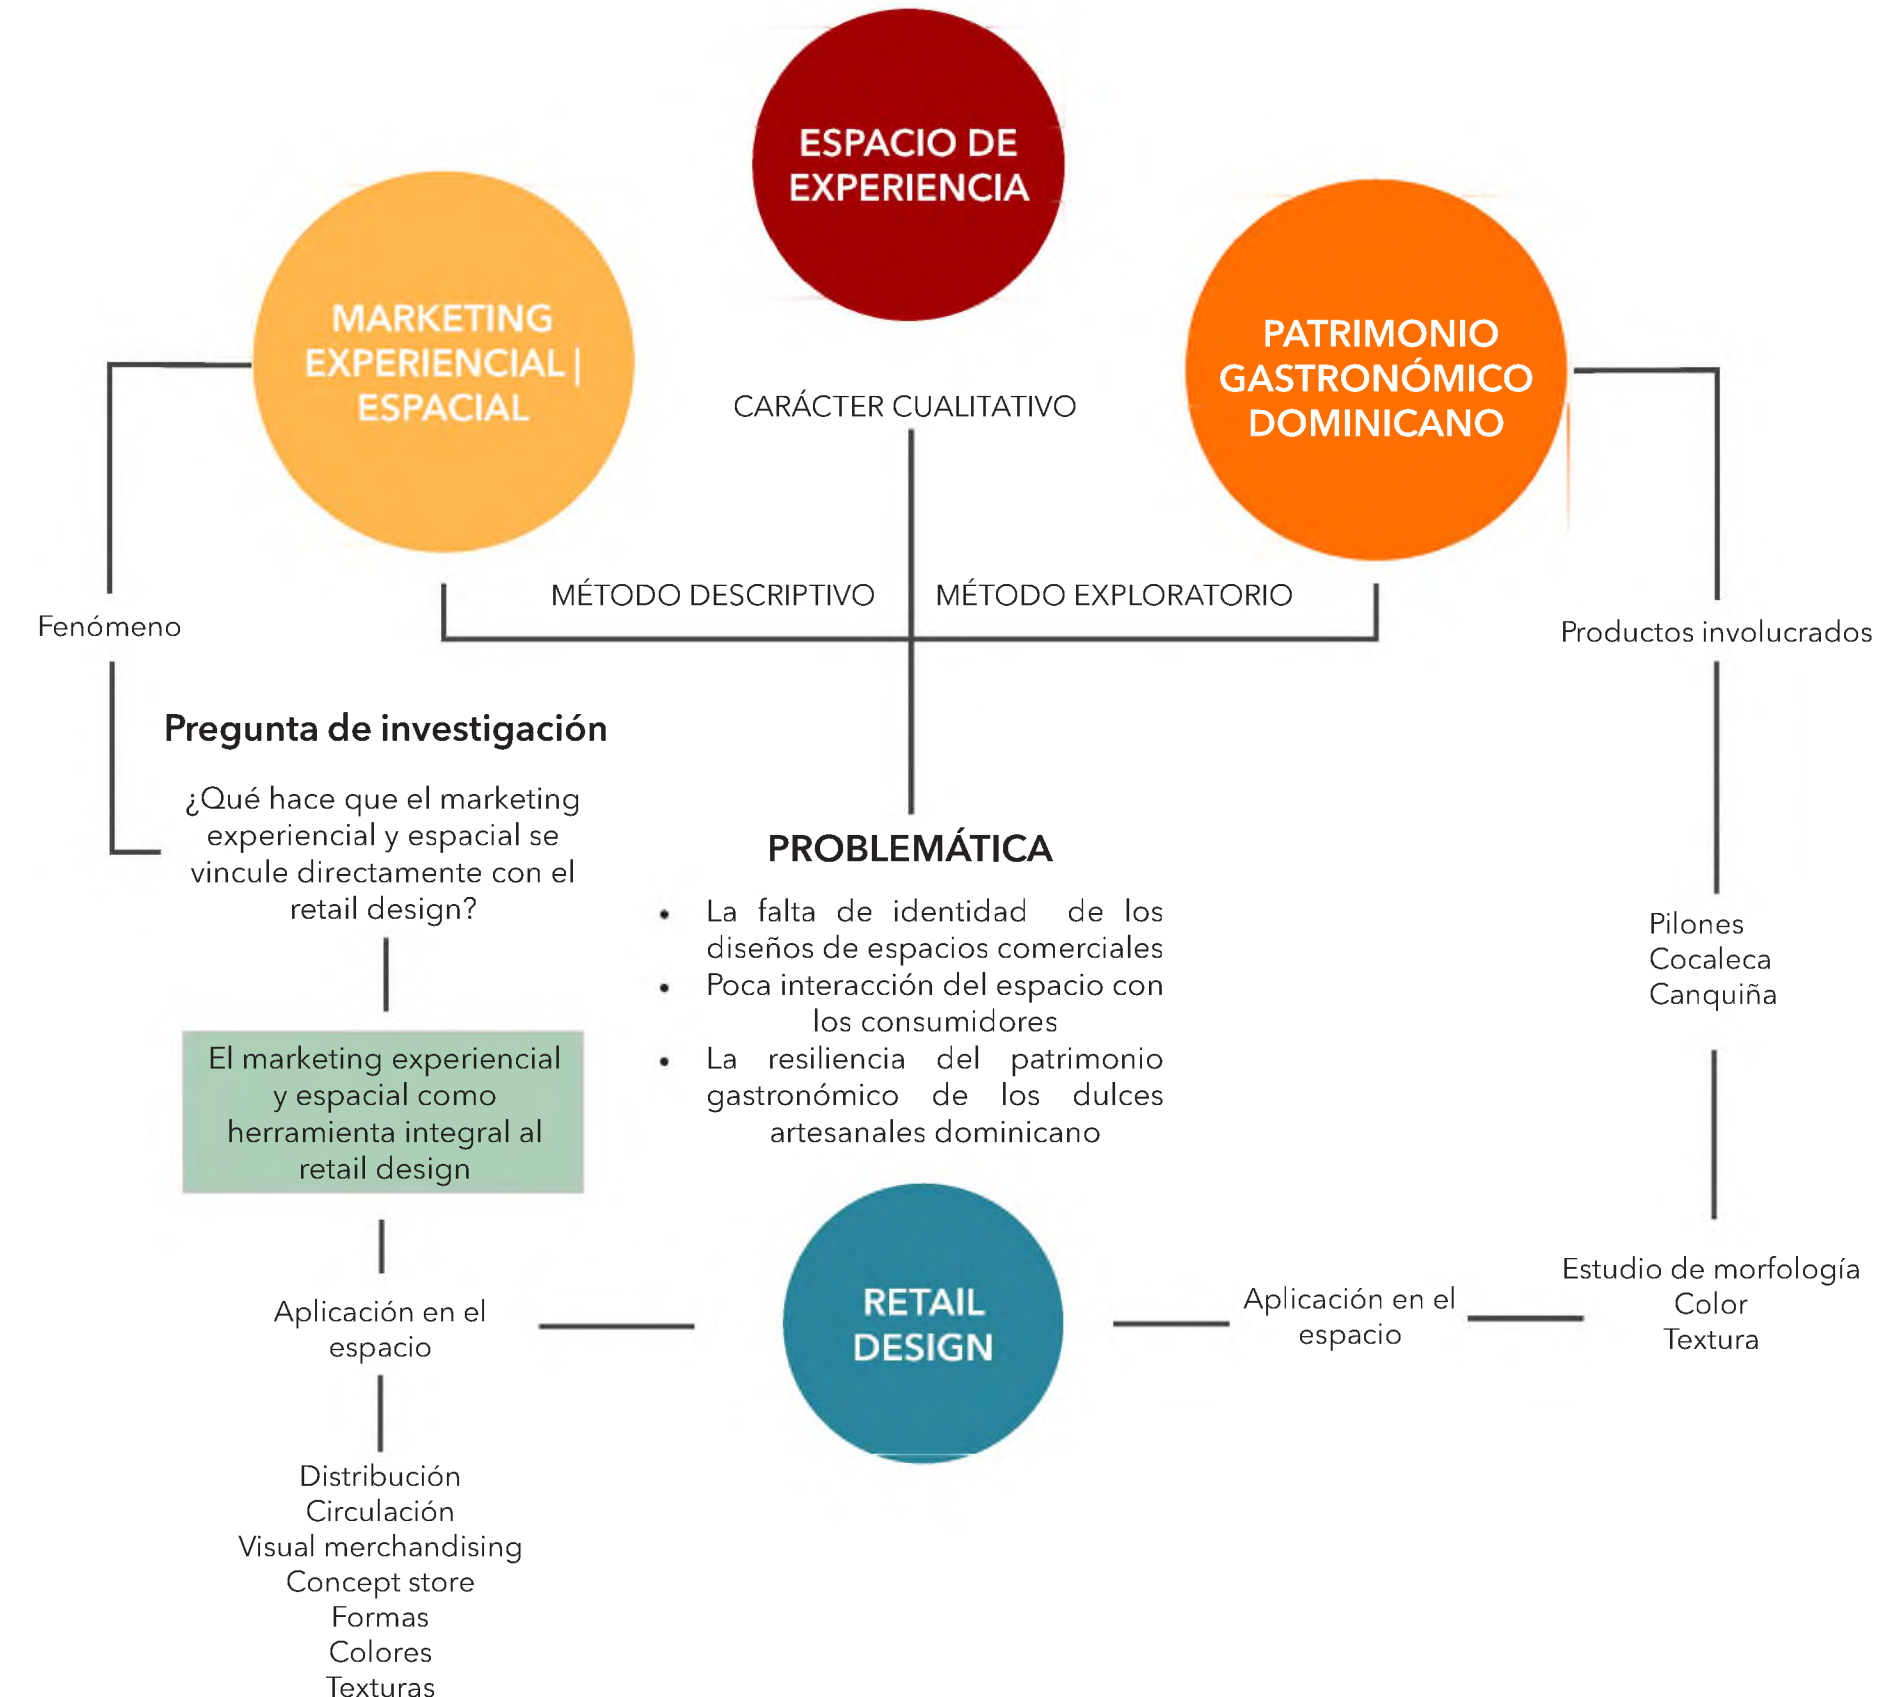 ESPACIO DE
EXPERIENCIA
MARKETING
EXPERIENCIAL |
ESPACIAL
PATRIMONIO
GASTRONÓMICO
DOMINICANO
CARÁCTER CUALITATIVO
MÉTODO DESCRIPTIVO
MÉTODO EXPLORATORIO
Fenómeno
Productos involucrados
Pregunta de investigación
¿Qué hace que el marketing
experiencial y espacial se
vincule directamente con el
retail design?
PROBLEMÁTICA
• La falta de identidad de los
diseños de espacios comerciales
• Poca interacción del espacio con
los consumidores
• La resiliencia del patrimonio
gastronómico de los dulces
artesanales dominicano
Pilones
Cocaleca
Canquiña
El marketing experiencial
y espacial como
herramienta integral al
retail design
Aplicación en el
espacio
RETAIL
DESIGN
Aplicación en el
espacio
Estudio de morfología
Color
Textura
Distribución
Circulación
Visual merchandising
Concept store
Formas
Colores
Texturas